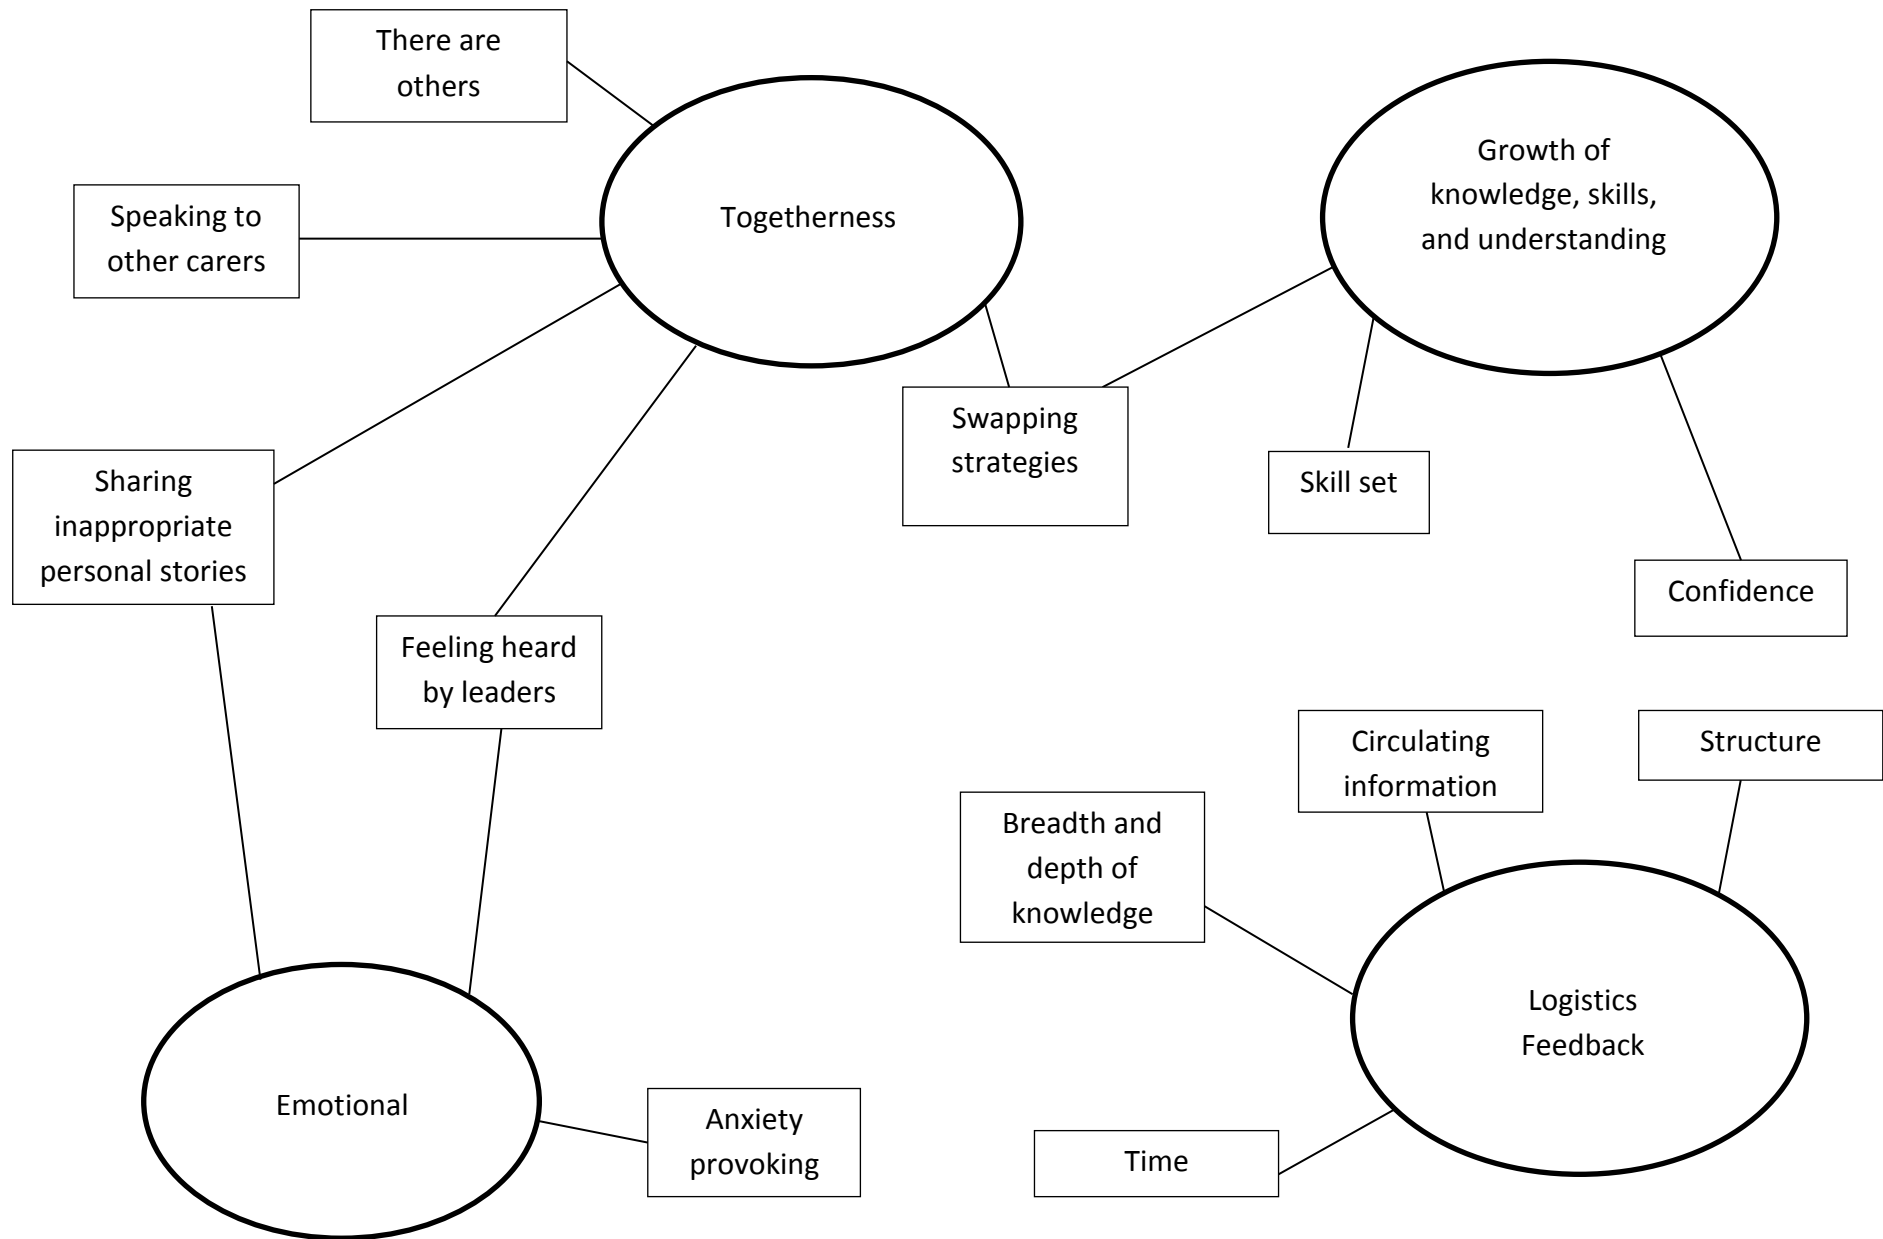 There are
others
Togetherness
Growth of
knowledge, skills,
and understanding
Speaking to
other carers
Swapping
strategies
Skill set
Sharing
inappropriate
personal stories
Confidence
Feeling heard
by leaders
Circulating
information
Structure
Breadth and
depth of
knowledge
Logistics
Feedback
Emotional
Anxiety
provoking
Time